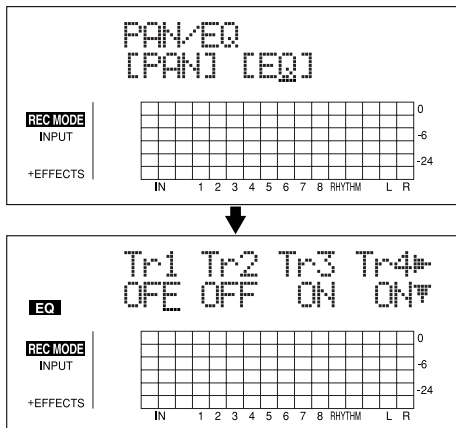 PAN/EQ
[PAN] [EQ]
REC MODE
INPUT
+EFFECTS
0
-6
-24
IN 1 2 3 4 5 6 7 8 RHYTHM L R
Tr1 Tr2 Tr3 Tr4
OFF OFF ON ON
EQ
REC MODE
INPUT
+EFFECTS
0
-6
-24
IN 1 2 3 4 5 6 7 8 RHYTHM L R